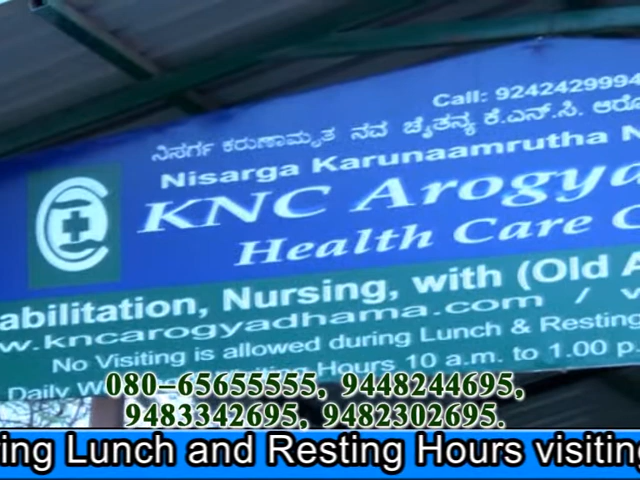 Call: 9242429994
ನಿಸರ್ಗ ಕರುಣಾಮೃತ ನವ ಚೈತನ್ಯ ಕೆ.ಎನ್.ಸಿ. ಆರೋ
Nisarga Karunaamrutha N
KNC Arogya
Health Care C
abilitation, Nursing, with (Old A
w.kncarogyadhama.com / w
No Visiting is allowed during Lunch & Resting
Daily W Hours 10 a.m. to 1.00 p.
080-65655555, 9448244695,
9483342695, 9482302695.
ing Lunch and Resting Hours visiting